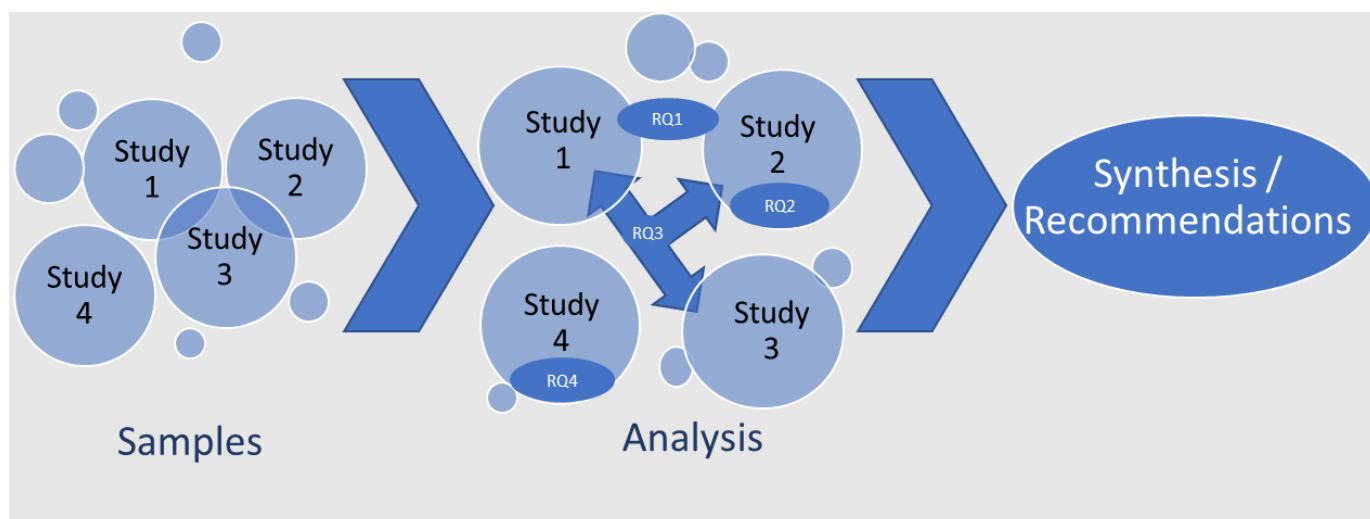 Study
1
Study
2
Study
3
Study
4
Samples
Study
1
RQ1
Study
2
RQ2
RQ3
Study
4
RQ4
Study
3
Analysis
Synthesis /
Recommendations